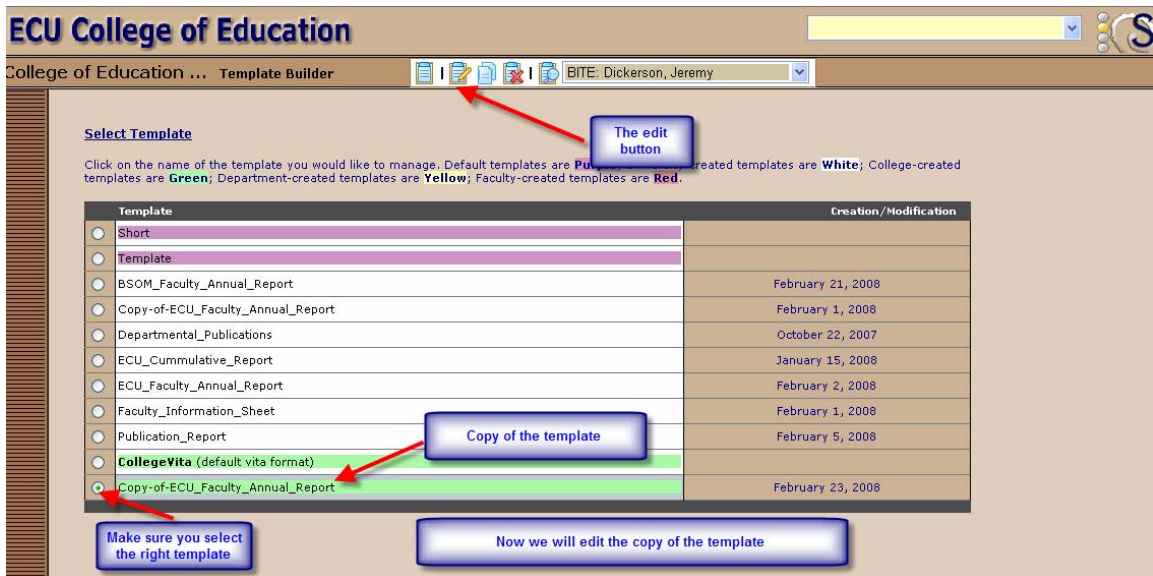 ECU College of Education
S
College of Education ... Template Builder
BITE: Dickerson, Jeremy
The edit
button
Select Template
Click on the name of the template you would like to manage. Default templates are created templates are White; College-created
templates are Green; Department-created templates are Yellow; Faculty-created templates are Red.
Template Creation/Modification
Short
Template
BSOM_Faculty_Annual_Report February 21, 2008
Copy-of-ECU_Faculty_Annual_Report February 1, 2008
Departmental_Publications October 22, 2007
ECU_Cummulative_Report January 15, 2008
ECU_Faculty_Annual_Report February 2, 2008
Faculty_Information_Sheet February 1, 2008
Publication_Report February 5, 2008
Copy of the template
CollegeVita (default vita format)
Copy-of-ECU_Faculty_Annual_Report February 23, 2008
Make sure you select
the right template
Now we will edit the copy of the template